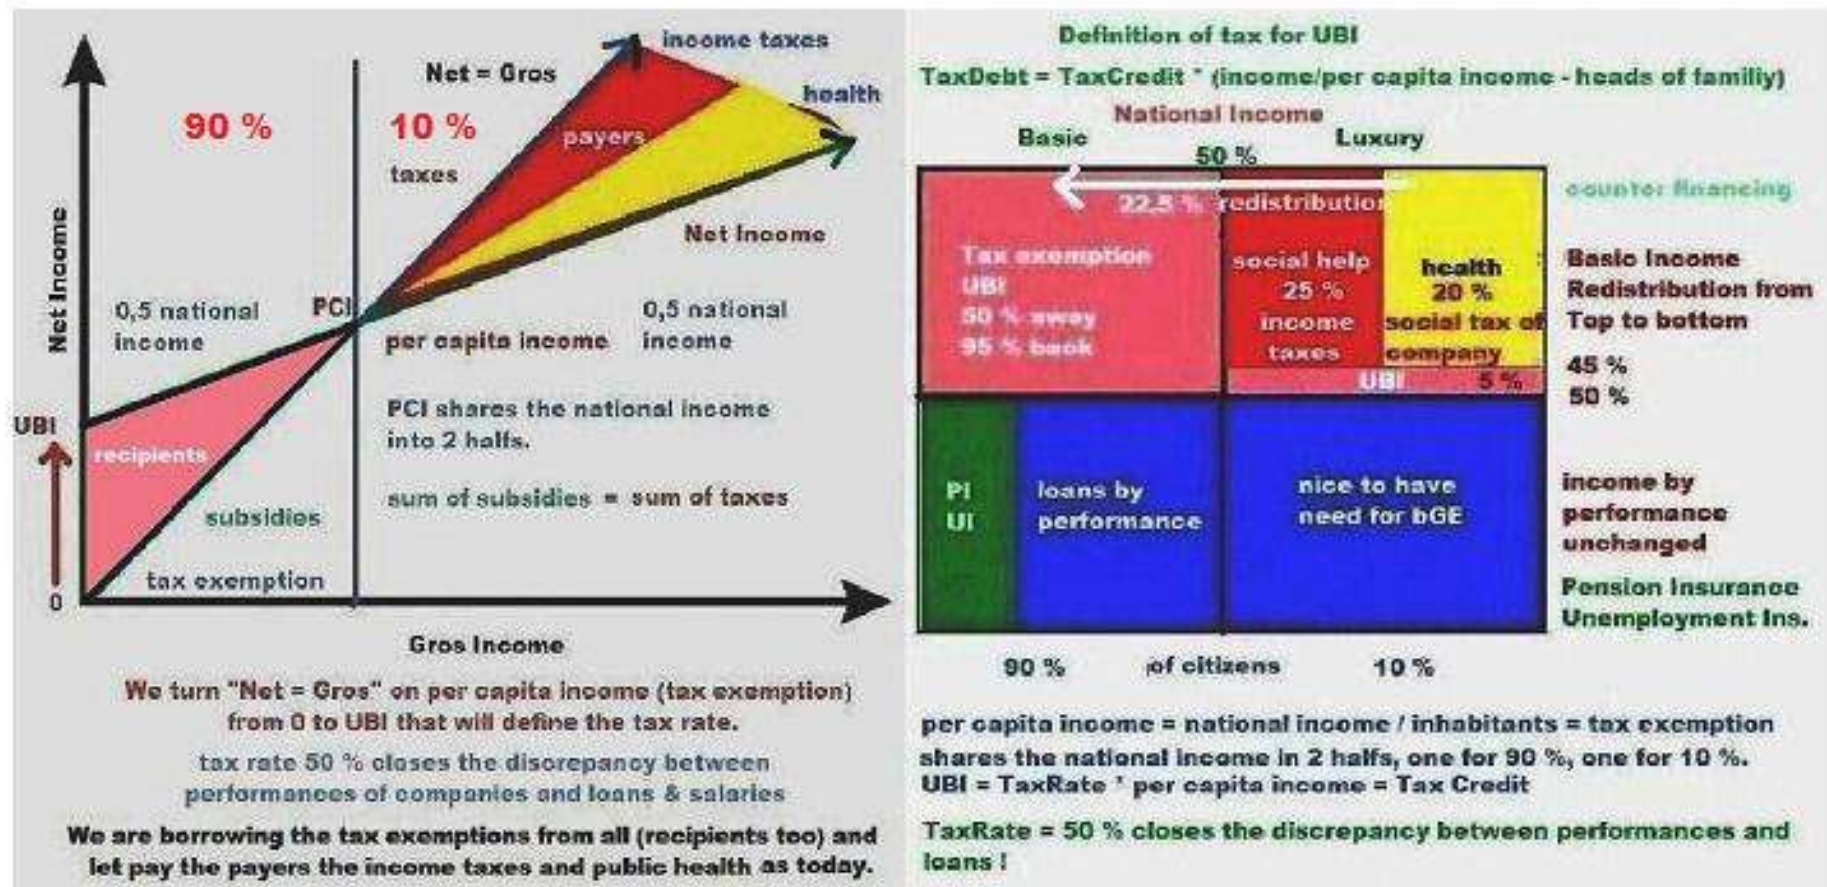 income taxes
Net = Gros
health
90 %
10 %
payers
taxes
Net Income
Net Income
0,5 national
income
PCI
per capita income
0,5 national
income
PCI shares the national income
into 2 halfs.
UBI
recipients
sum of subsidies = sum of taxes
subsidies
tax exemption
0
Gros Income
We turn "Net = Gros" on per capita income (tax exemption)
from 0 to UBI that will define the tax rate.
tax rate 50 % closes the discrepancy between
performances of companies and loans & salaries
We are borrowing the tax exemptions from all (recipients too) and
let pay the payers the income taxes and public health as today.
Definition of tax for UBI
TaxDebt = TaxCredit * (income/per capita income - heads of familiy)
National Income
Basic
Luxury
50 %
counter financing
22,5 % redistribution
Tax exemption
UBI
50 % away
95 % back
social help
25 %
income
taxes
health
20 %
social tax of
company
UBI 5 %
Basic Income
Redistribution from
Top to bottom
45 %
50 %
PI
UI
loans by
performance
nice to have
need for bGE
income by
performance
unchanged
Pension Insurance
Unemployment Ins.
90 % of citizens 10 %
per capita income = national income / inhabitants = tax exemption
shares the national income in 2 halfs, one for 90 %, one for 10 %.
UBI = TaxRate * per capita income = Tax Credit
TaxRate = 50 % closes the discrepancy between performances and
loans !